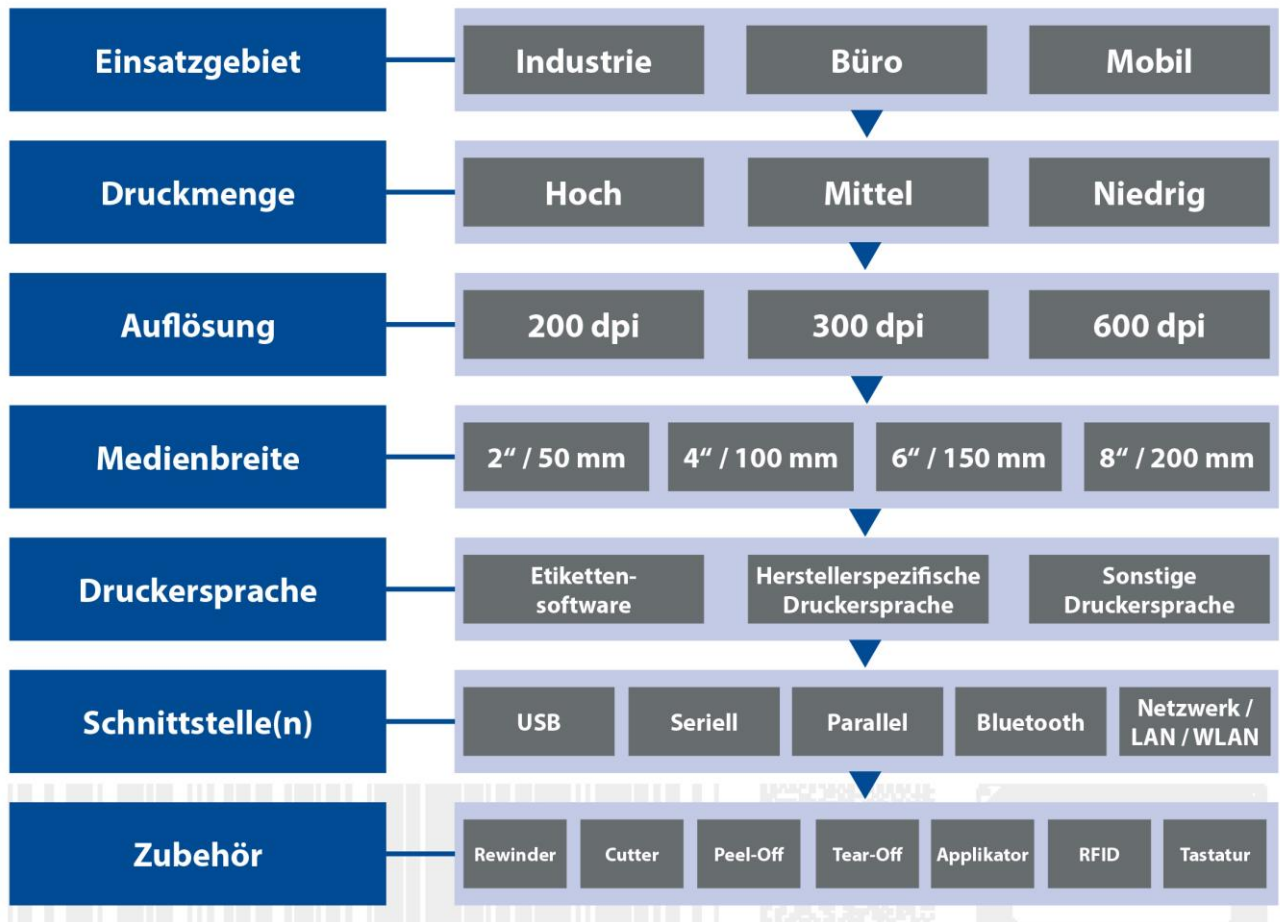 Einsatzgebiet
Industrie
Büro
Mobil
Druckmenge
Hoch
Mittel
Niedrig
Auflösung
200 dpi
300 dpi
600 dpi
Medienbreite
2“ / 50 mm
4“ / 100 mm
6“ / 150 mm
8“ / 200 mm
Druckersprache
Etiketten-
software
Herstellerspezifische
Druckersprache
Sonstige
Druckersprache
Schnittstelle(n)
USB
Seriell
Parallel
Bluetooth
Netzwerk /
LAN / WLAN
Zubehör
Rewinder
Cutter
Peel-Off
Tear-Off
Applikator
RFID
Tastatur